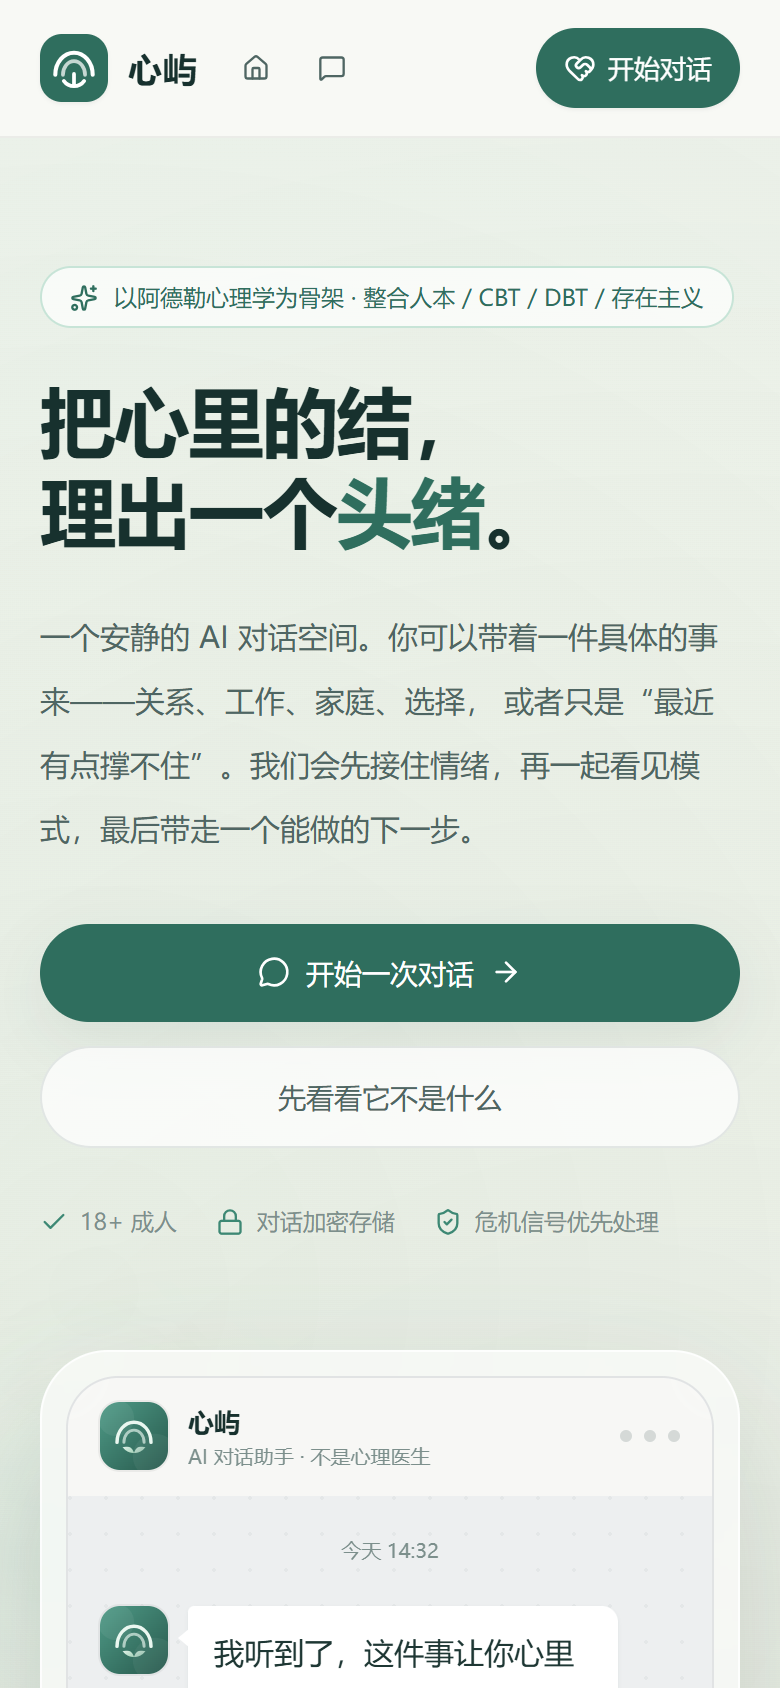 心屿
开始对话
以阿德勒心理学为骨架 · 整合人本 / CBT / DBT / 存在主义
把心里的结，
理出一个头绪。
一个安静的 AI 对话空间。你可以带着一件具体的事
来——关系、工作、家庭、选择， 或者只是“最近
有点撑不住”。我们会先接住情绪，再一起看见模
式，最后带走一个能做的下一步。
开始一次对话
先看看它不是什么
18+ 成人
对话加密存储
危机信号优先处理
心屿
AI 对话助手 · 不是心理医生
今天 14:32
我听到了，这件事让你心里